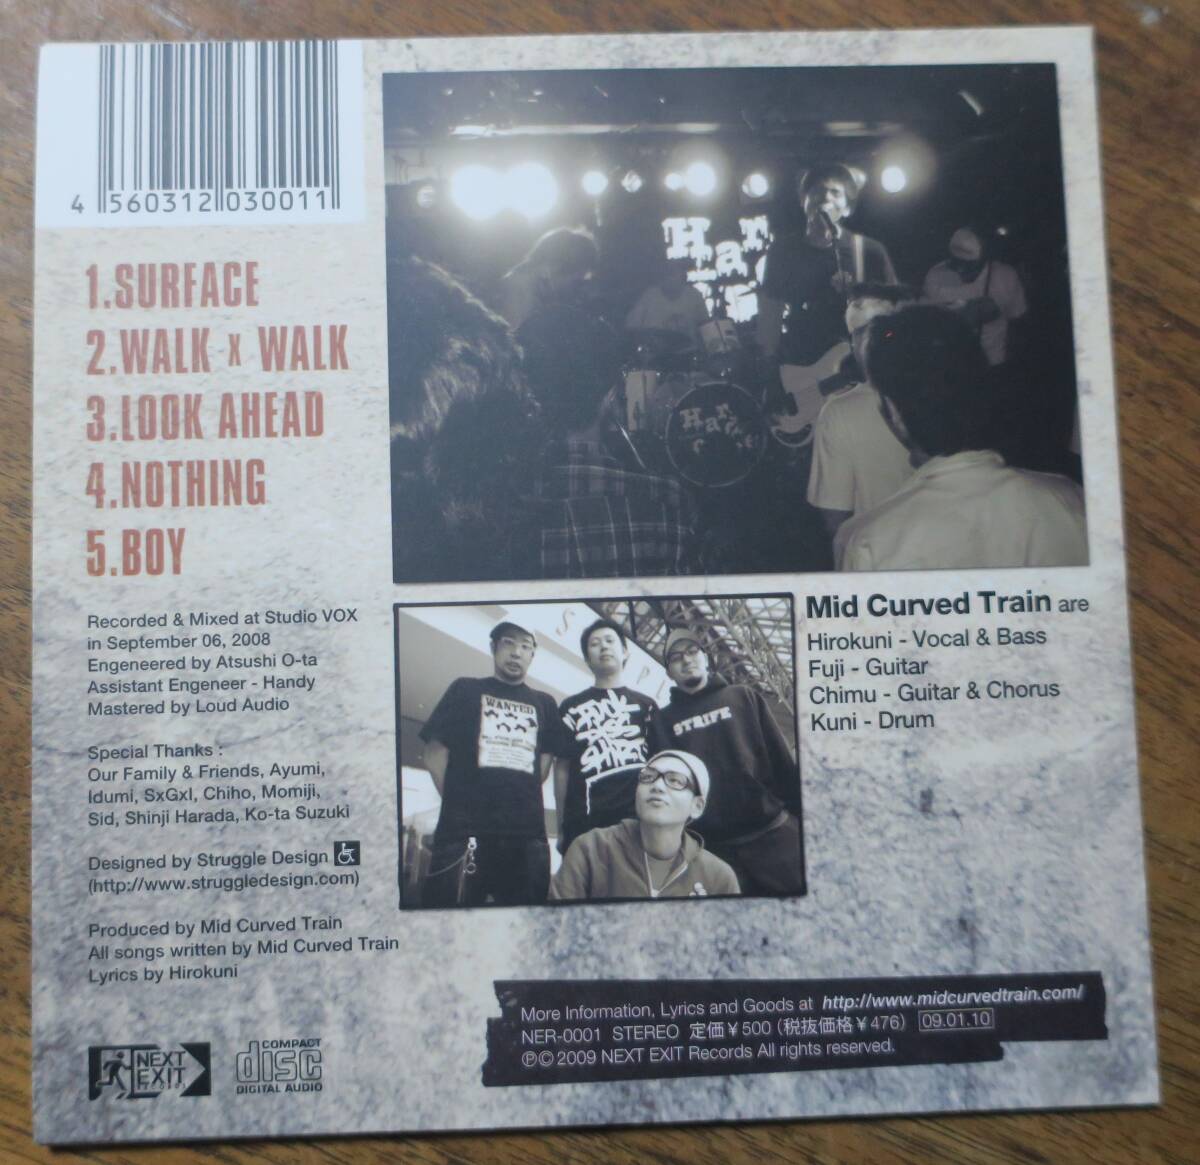 4 560312 030011
1.SURFACE
2.WALK x WALK
3.LOOK AHEAD
4.NOTHING
5.BOY
Recorded & Mixed at Studio VOX
in September 06, 2008
Engeneered by Atsushi O-ta
Assistant Engeneer - Handy
Mastered by Loud Audio
Special Thanks :
Our Family & Friends, Ayumi,
Idumi, SxGxI, Chiho, Momiji,
Sid, Shinji Harada, Ko-ta Suzuki
Designed by Struggle Design
(http://www.struggledesign.com)
Produced by Mid Curved Train
All songs written by Mid Curved Train
Lyrics by Hirokuni
NEXT
EXIT
COMPACT
disc
DIGITAL AUDIO
Har
Har
WANTED
STRIFE
Mid Curved Train are
Hirokuni - Vocal & Bass
Fuji - Guitar
Chimu - Guitar & Chorus
Kuni - Drum
More Information, Lyrics and Goods at http://www.midcurvedtrain.com/
NER-0001 STEREO 定価¥500 (税抜価格¥476) 09.01.10
ⓅⒸ 2009 NEXT EXIT Records All rights reserved.